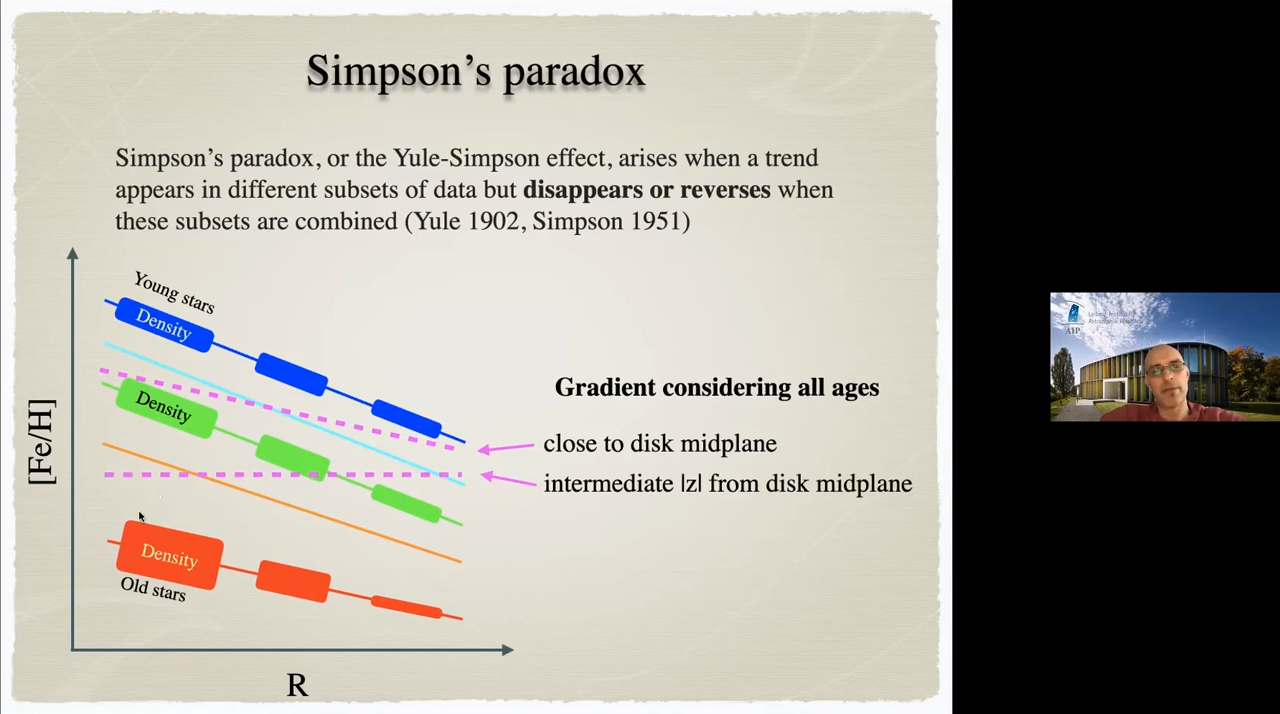 Simpson's paradox
Simpson's paradox, or the Yule-Simpson effect, arises when a trend
appears in different subsets of data but disappears or reverses when
these subsets are combined (Yule 1902, Simpson 1951)
Young stars
Density
Density
Density
Old stars
[Fe/H]
R
Gradient considering all ages
close to disk midplane
intermediate |z| from disk midplane
AIP